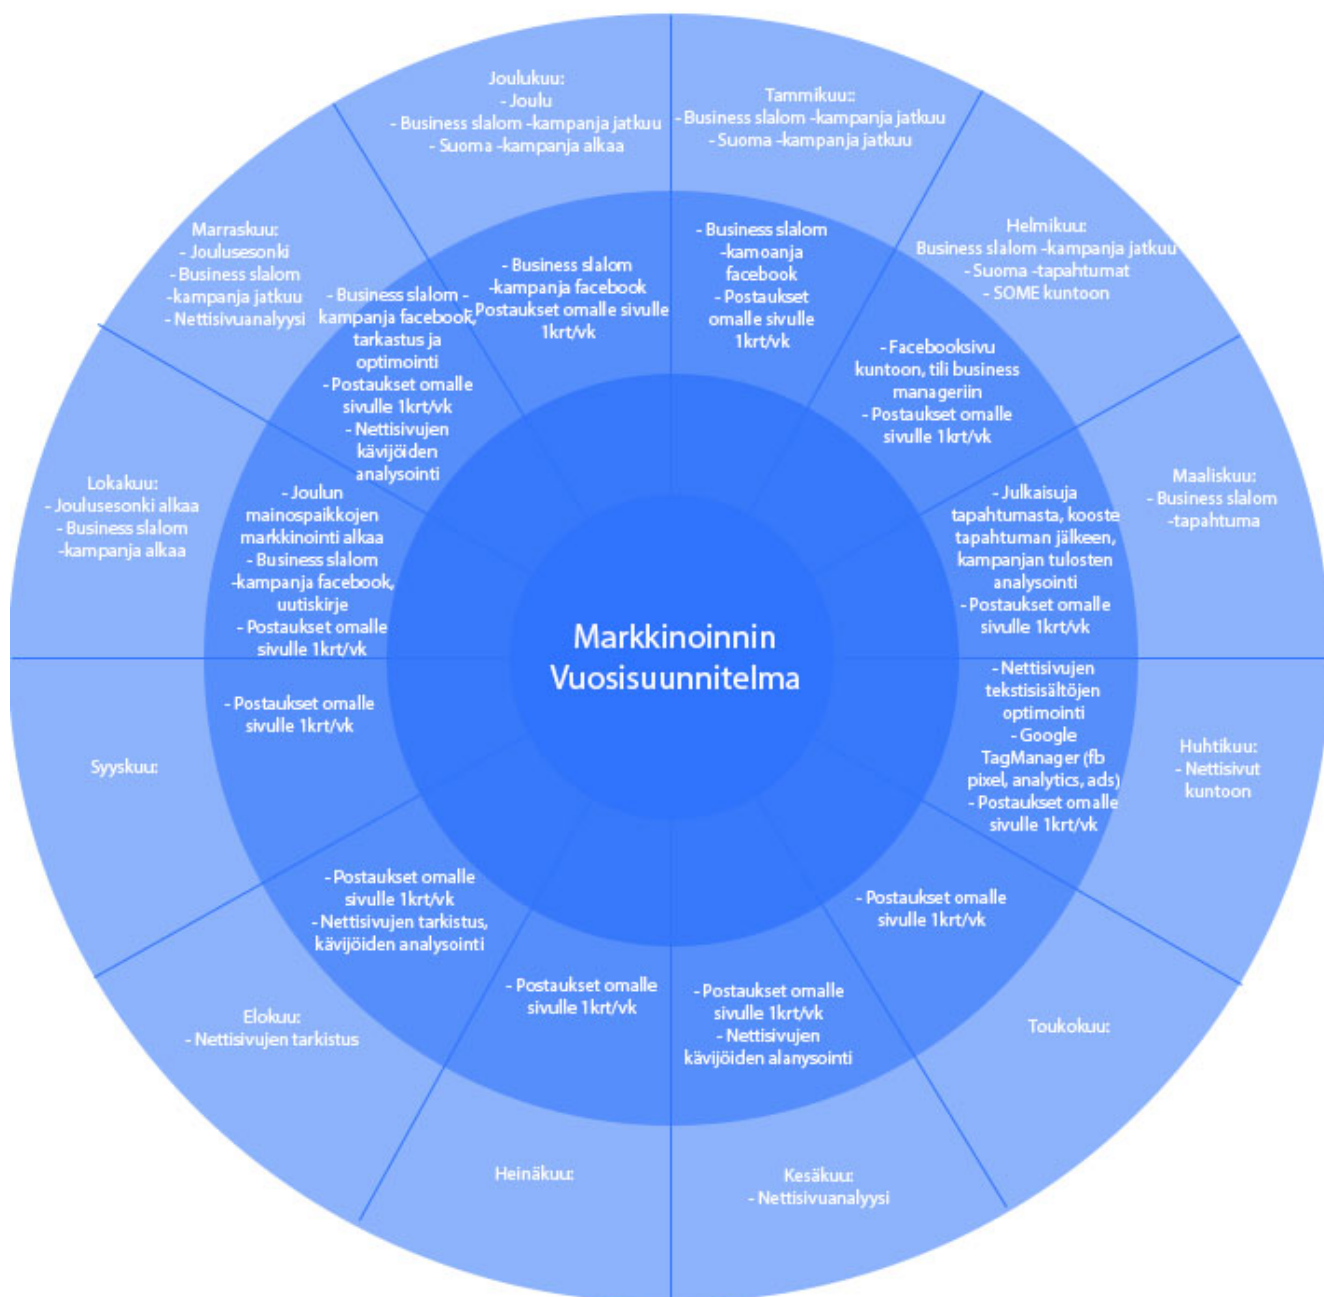 Markkinoinnin
Vuosisuunnitelma
Tammikuu::
- Business slalom -kampanja jatkuu
- Suoma -kampanja jatkuu
- Business slalom
-kamoanja
facebook
- Postaukset
omalle sivulle
1krt/vk
Helmikuu:
Business slalom -kampanja jatkuu
- Suoma -tapahtumat
- SOME kuntoon
- Facebooksivu
kuntoon, tili business
manageriin
- Postaukset omalle
sivulle 1krt/vk
Maaliskuu:
- Business slalom
-tapahtuma
- Julkaisuja
tapahtumasta, kooste
tapahtuman jälkeen,
kampanjan tulosten
analysointi
- Postaukset omalle
sivulle 1krt/vk
Huhtikuu:
- Nettisivut
kuntoon
- Nettisivujen
tekstisisältöjen
optimointi
- Google
TagManager (fb
pixel, analytics, ads)
- Postaukset omalle
sivulle 1krt/vk
Toukokuu:
- Postaukset omalle
sivulle 1krt/vk
Kesäkuu:
- Nettisivuanalyysi
- Postaukset omalle
sivulle 1krt/vk
- Nettisivujen
kävijöiden alanysointi
Heinäkuu:
- Postaukset omalle
sivulle 1krt/vk
Elokuu:
- Nettisivujen tarkistus
- Postaukset omalle
sivulle 1krt/vk
- Nettisivujen tarkistus,
kävijöiden analysointi
Syyskuu:
- Postaukset omalle
sivulle 1krt/vk
Lokakuu:
- Joulusesonki alkaa
- Business slalom
-kampanja alkaa
- Joulun
mainospaikkojen
markkinointi alkaa
- Business slalom
-kampanja facebook,
uutiskirje
- Postaukset omalle
sivulle 1krt/vk
Marraskuu:
- Joulusesonki
- Business slalom
-kampanja jatkuu
- Nettisivuanalyysi
- Business slalom -
kampanja facebook,
tarkastus ja
optimointi
- Postaukset omalle
sivulle 1krt/vk
- Nettisivujen
kävijöiden
analysointi
Joulukuu:
- Joulu
- Business slalom -kampanja jatkuu
- Suoma -kampanja alkaa
- Business slalom
-kampanja facebook
- Postaukset omalle sivulle
1krt/vk